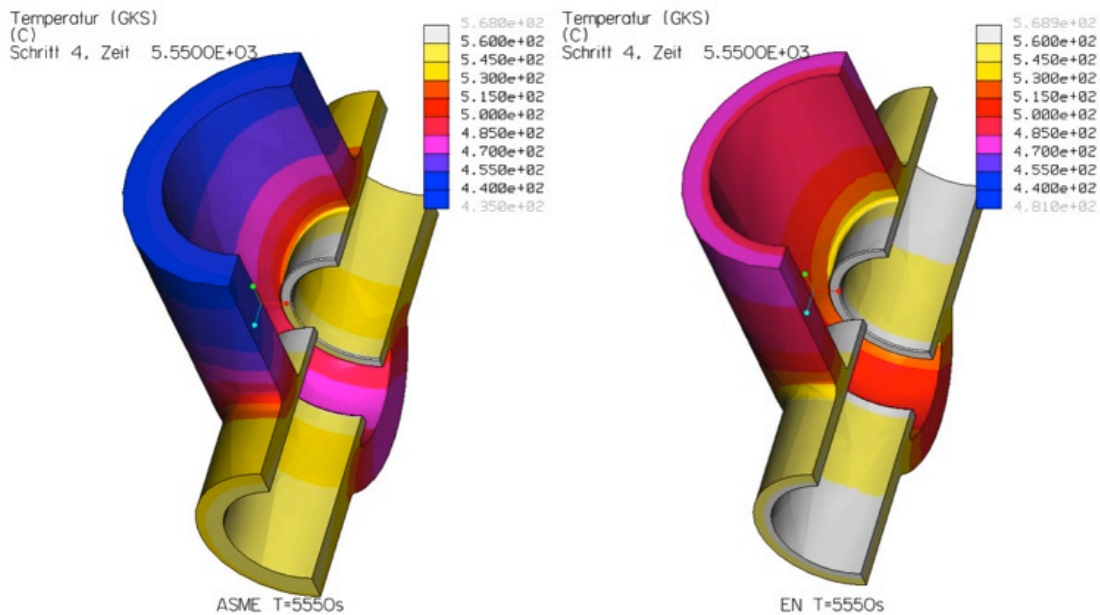 Temperatur (GKS)
(C)
Schritt 4, Zeit 5.5500E+03
5.680e+02
5.600e+02
5.450e+02
5.300e+02
5.150e+02
5.000e+02
4.850e+02
4.700e+02
4.550e+02
4.400e+02
4.350e+02
ASME T=5550s
Temperatur (GKS)
(C)
Schritt 4, Zeit 5.5500E+03
5.689e+02
5.600e+02
5.450e+02
5.300e+02
5.150e+02
5.000e+02
4.850e+02
4.700e+02
4.550e+02
4.400e+02
4.810e+02
EN T=5550s